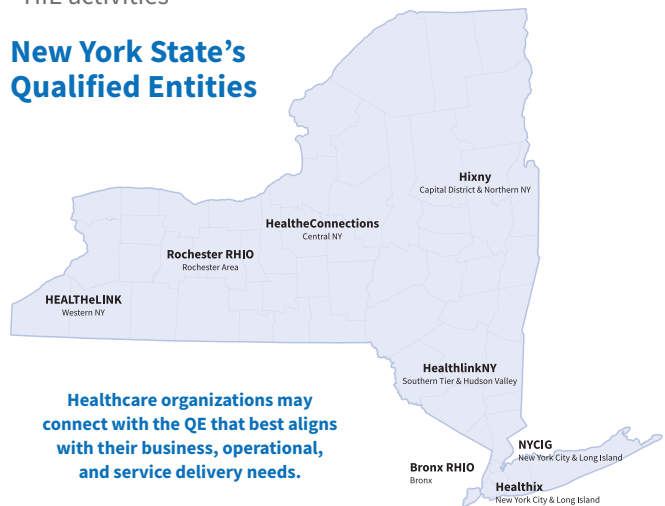 HIE activities
New York State's
Qualified Entities
Hixny
Capital District & Northern NY
HealtheConnections
Central NY
Rochester RHIO
Rochester Area
HEALTHeLINK
Western NY
HealthlinkNY
Southern Tier & Hudson Valley
Healthcare organizations may
connect with the QE that best aligns
with their business, operational,
and service delivery needs.
NYCIG
New York City & Long Island
Bronx RHIO
Bronx
Healthix
New York City & Long Island